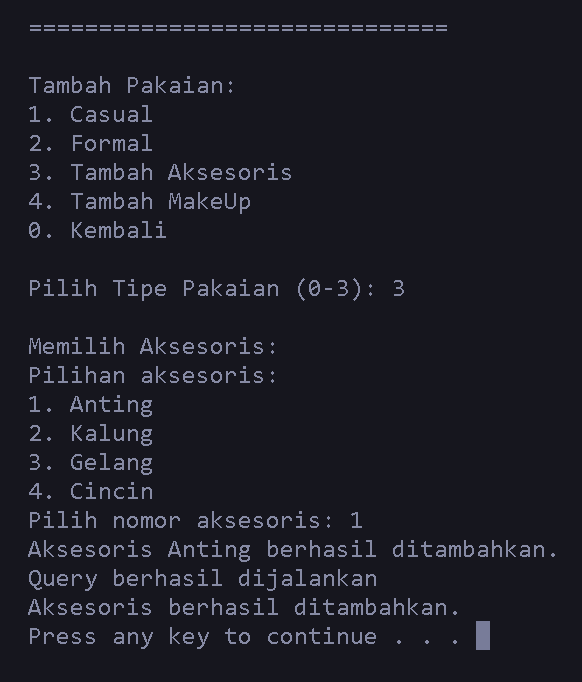 ==============================
Tambah Pakaian:
1. Casual
2. Formal
3. Tambah Aksesoris
4. Tambah MakeUp
0. Kembali
Pilih Tipe Pakaian (0-3): 3
Memilih Aksesoris:
Pilihan aksesoris:
1. Anting
2. Kalung
3. Gelang
4. Cincin
Pilih nomor aksesoris: 1
Aksesoris Anting berhasil ditambahkan.
Query berhasil dijalankan
Aksesoris berhasil ditambahkan.
Press any key to continue . . .